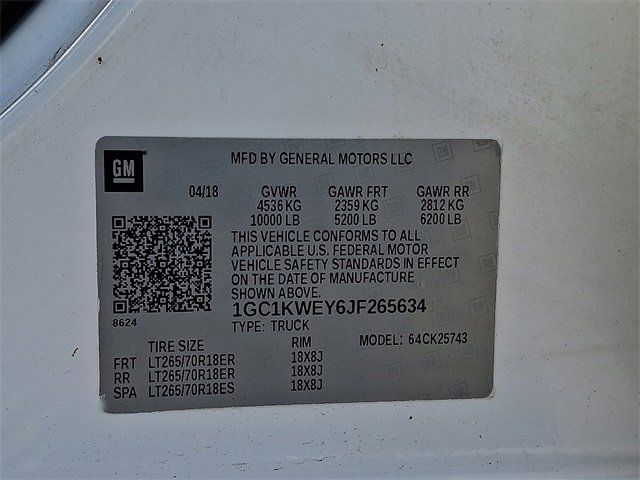 GM
MFD BY GENERAL MOTORS LLC
04/18 GVWR GAWR FRT GAWR RR
4536 KG 2359 KG 2812 KG
10000 LB 5200 LB 6200 LB
THIS VEHICLE CONFORMS TO ALL
APPLICABLE U.S. FEDERAL MOTOR
VEHICLE SAFETY STANDARDS IN EFFECT
ON THE DATE OF MANUFACTURE
SHOWN ABOVE.
1GC1KWEY6JF265634
8624
TYPE: TRUCK
TIRE SIZE RIM MODEL: 64CK25743
FRT LT265/70R18ER 18X8J
RR LT265/70R18ER 18X8J
SPA LT265/70R18ES 18X8J